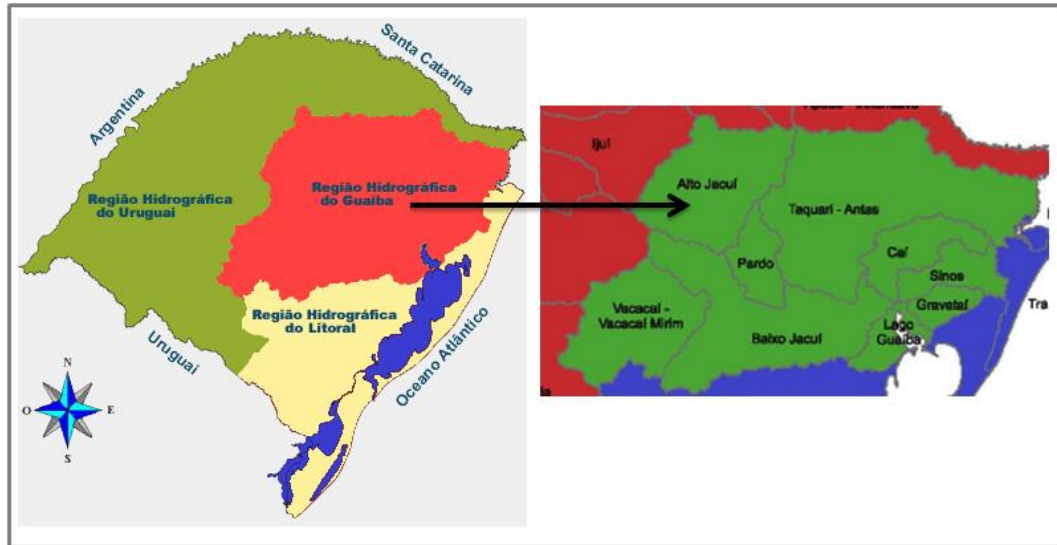 Santa Catarina
Argentina
Região Hidrográfica
do Uruguai
Região Hidrográfica
do Guaíba
Região Hidrográfica
do Litoral
Uruguai
Oceano Atlântico
N
O
E
S
Ijuí
Alto Jacuí
Taquari - Antas
Pardo
Caí
Sinos
Gravataí
Lago
Guaíba
Vacacaí -
Vacacaí Mirim
Baixo Jacuí
Tra